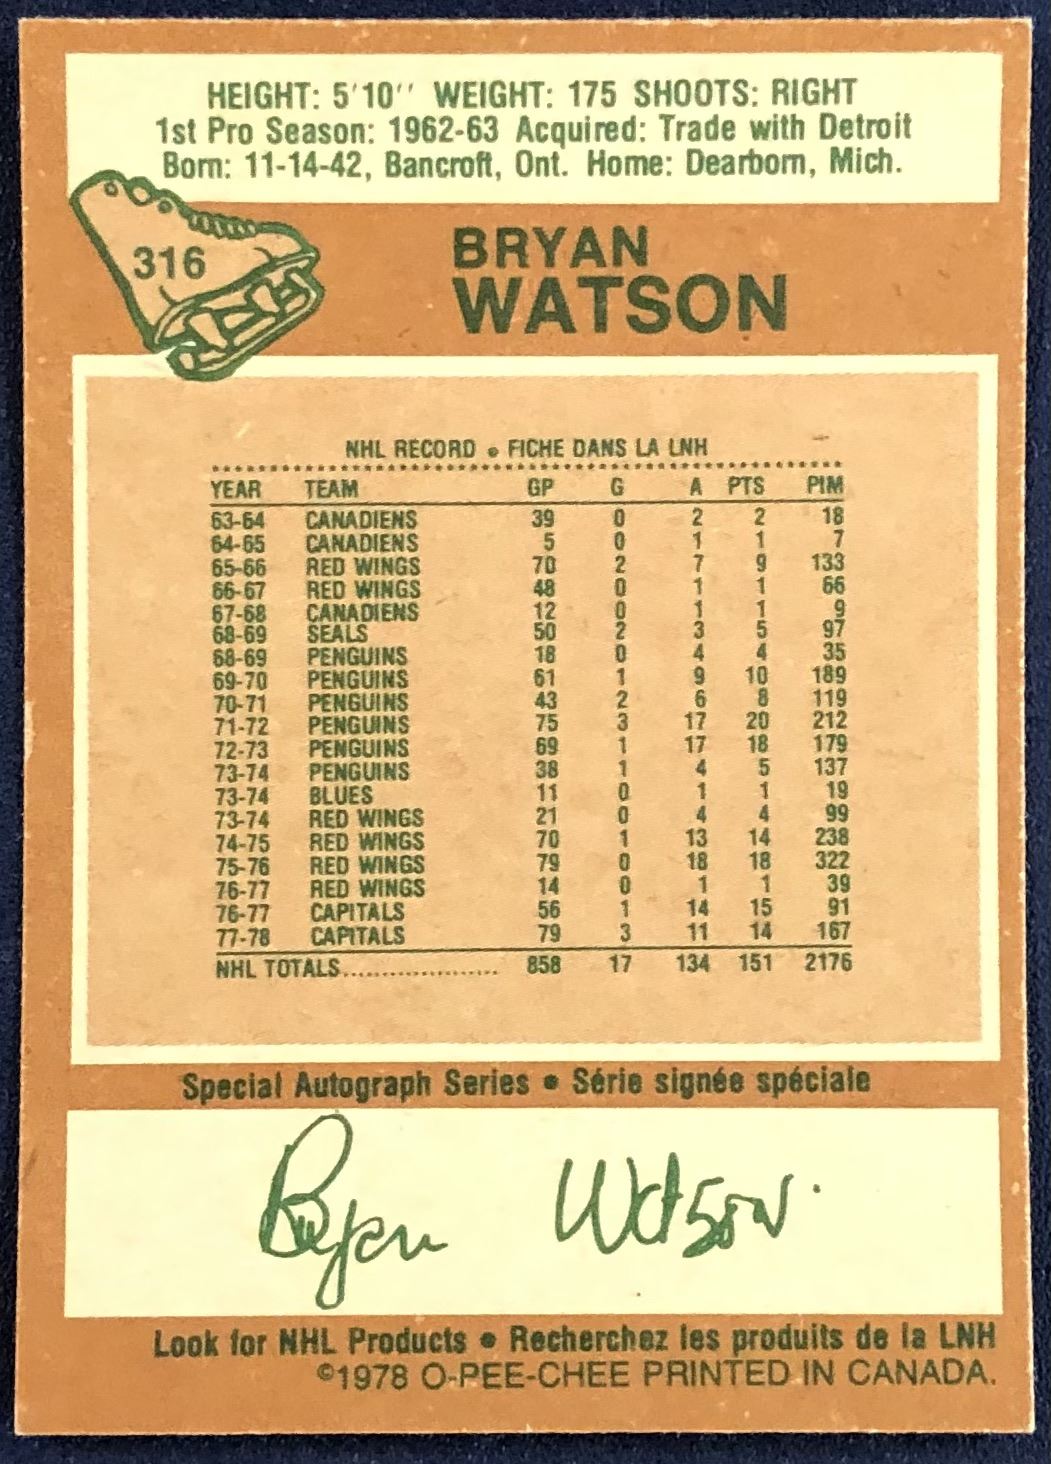 HEIGHT: 5'10'' WEIGHT: 175 SHOOTS: RIGHT
1st Pro Season: 1962-63 Acquired: Trade with Detroit
Born: 11-14-42, Bancroft, Ont. Home: Dearborn, Mich.
316
BRYAN
WATSON
NHL RECORD • FICHE DANS LA LNH
YEAR TEAM GP G A PTS PIM
63-64 CANADIENS 39 0 2 2 18
64-65 CANADIENS 5 0 1 1 7
65-66 RED WINGS 70 2 7 9 133
66-67 RED WINGS 48 0 1 1 66
67-68 CANADIENS 12 0 1 1 9
68-69 SEALS 50 2 3 5 97
68-69 PENGUINS 18 0 4 4 35
69-70 PENGUINS 61 1 9 10 189
70-71 PENGUINS 43 2 6 8 119
71-72 PENGUINS 75 3 17 20 212
72-73 PENGUINS 69 1 17 18 179
73-74 PENGUINS 38 1 4 5 137
73-74 BLUES 11 0 1 1 19
73-74 RED WINGS 21 0 4 4 99
74-75 RED WINGS 70 1 13 14 238
75-76 RED WINGS 79 0 18 18 322
76-77 RED WINGS 14 0 1 1 39
76-77 CAPITALS 56 1 14 15 91
77-78 CAPITALS 79 3 11 14 167
NHL TOTALS..................... 858 17 134 151 2176
Special Autograph Series • Série signée spéciale
Bryan Watson
Look for NHL Products • Recherchez les produits de la LNH
©1978 O-PEE-CHEE PRINTED IN CANADA.